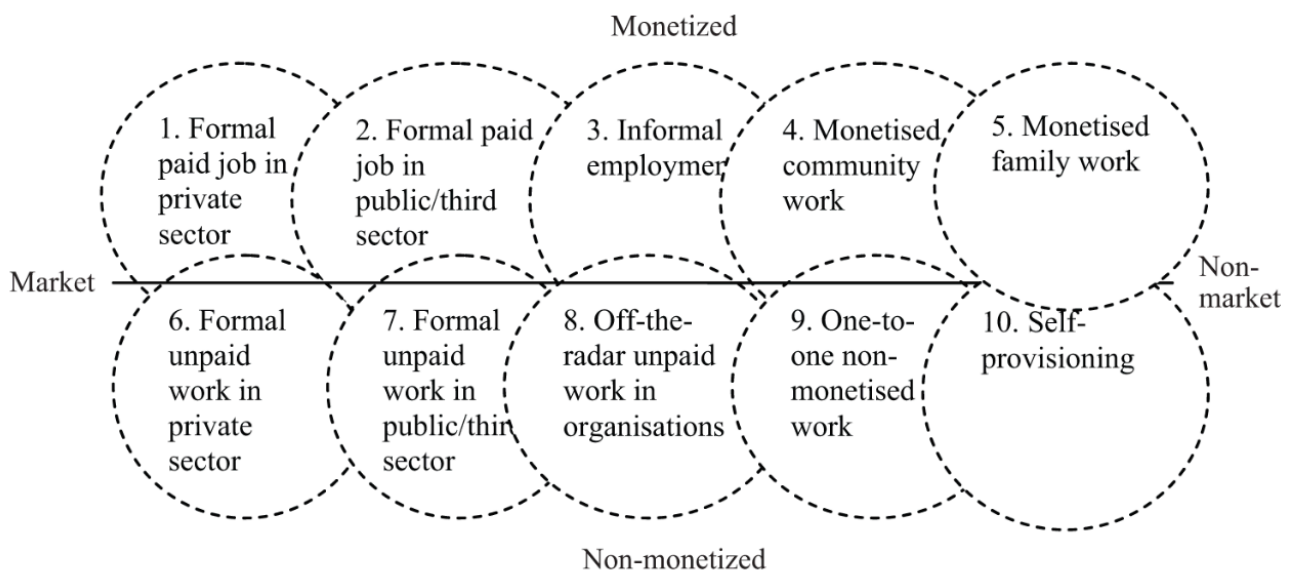 Monetized
1. Formal
paid job in
private
sector
2. Formal paid
job in
public/third
sector
3. Informal
employmer
4. Monetised
community
work
5. Monetised
family work
Market
Non-
market
6. Formal
unpaid
work in
private
sector
7. Formal
unpaid
work in
public/thir
sector
8. Off-the-
radar unpaid
work in
organisations
9. One-to-
one non-
monetised
work
10. Self-
provisioning
Non-monetized